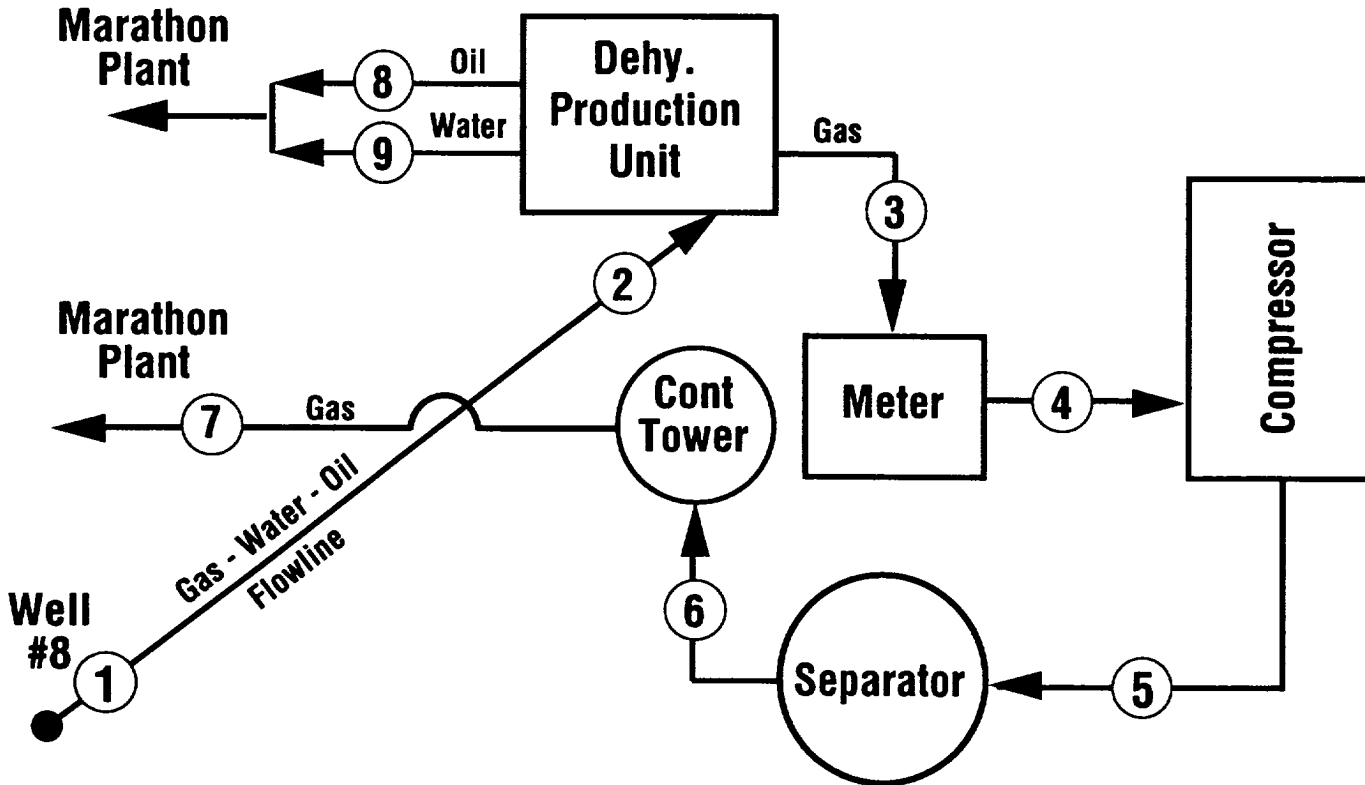 Marathon
Plant
8
Oil
9
Water
Dehy.
Production
Unit
Gas
3
2
Compressor
Marathon
Plant
7
Gas
Cont
Tower
Meter
4
Gas - Water - Oil
Flowline
Well
#8
1
6
Separator
5